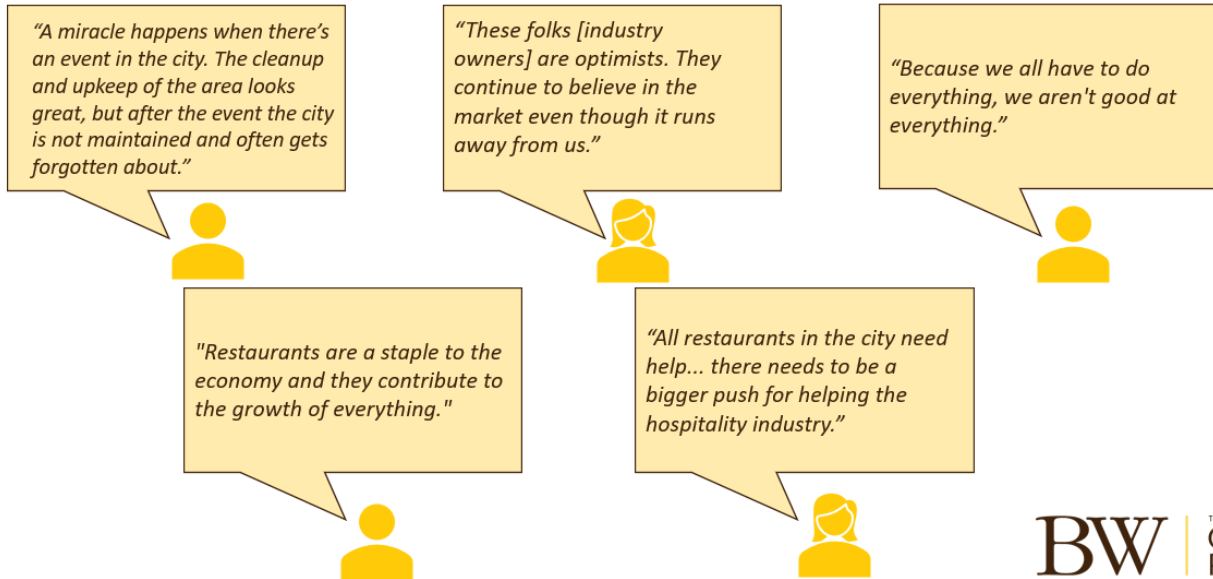 “A miracle happens when there’s
an event in the city. The cleanup
and upkeep of the area looks
great, but after the event the city
is not maintained and often gets
forgotten about.”
“These folks [industry
owners] are optimists. They
continue to believe in the
market even though it runs
away from us.”
“Because we all have to do
everything, we aren't good at
everything.”
"Restaurants are a staple to the
economy and they contribute to
the growth of everything."
“All restaurants in the city need
help... there needs to be a
bigger push for helping the
hospitality industry.”
BW